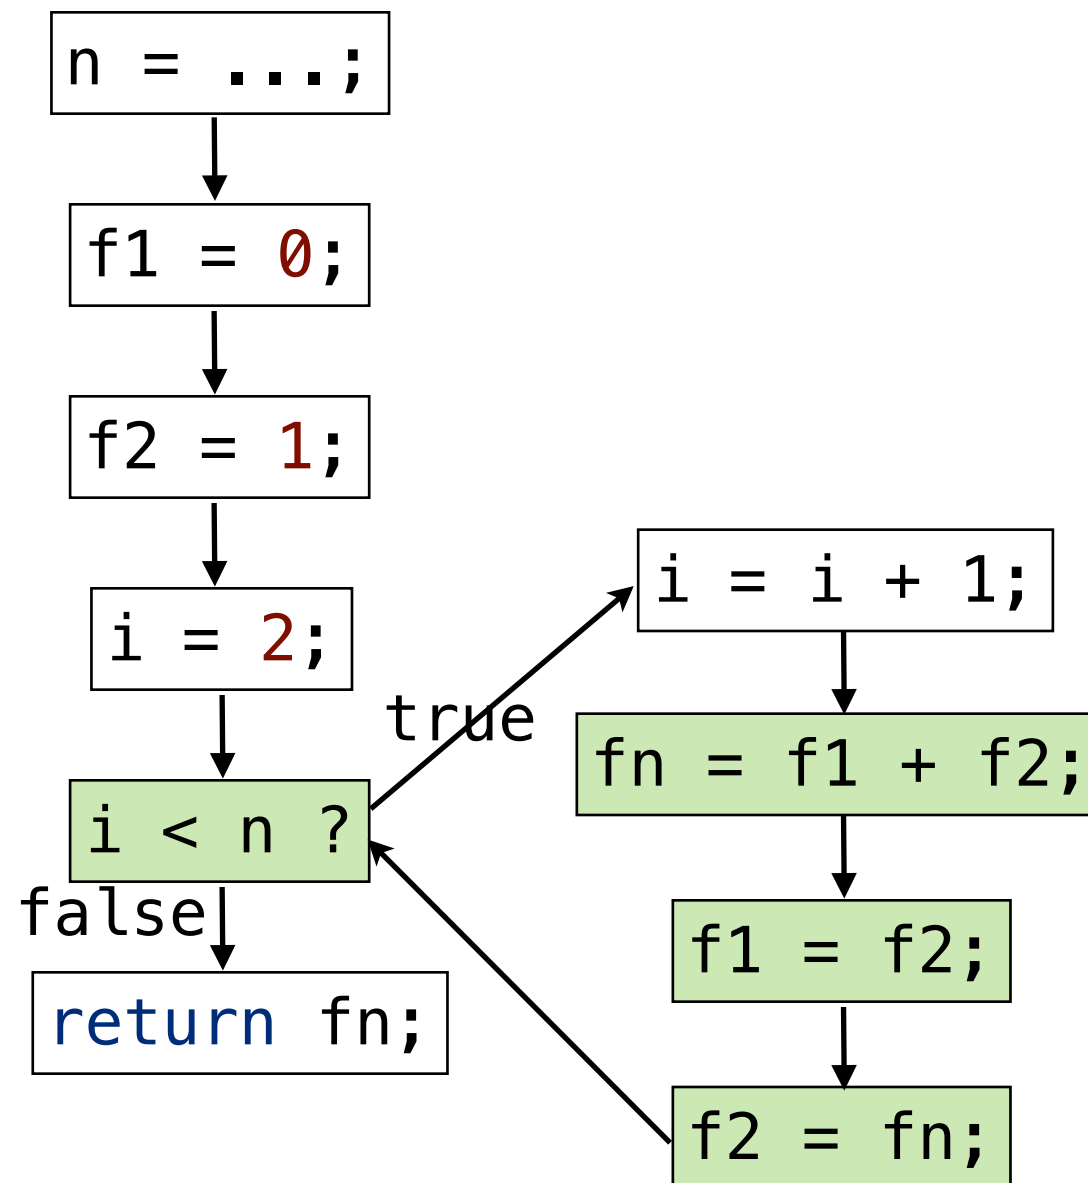 n = ...;
f1 = 0;
f2 = 1;
i = 2;
i < n ?
true
false
return fn;
i = i + 1;
fn = f1 + f2;
f1 = f2;
f2 = fn;